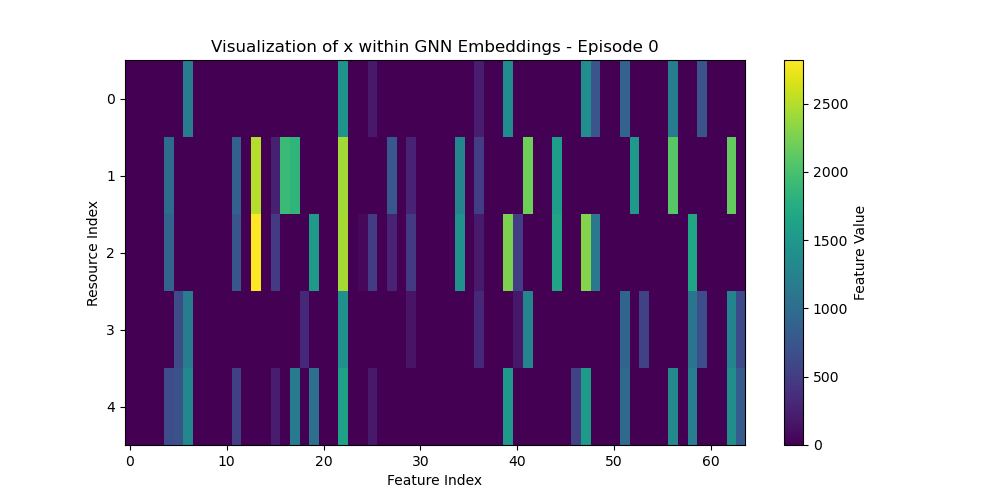 Visualization of x within GNN Embeddings - Episode 0
Resource Index
0
1
2
3
4
0 10 20 30 40 50 60
Feature Index
2500
2000
1500
1000
500
0
Feature Value